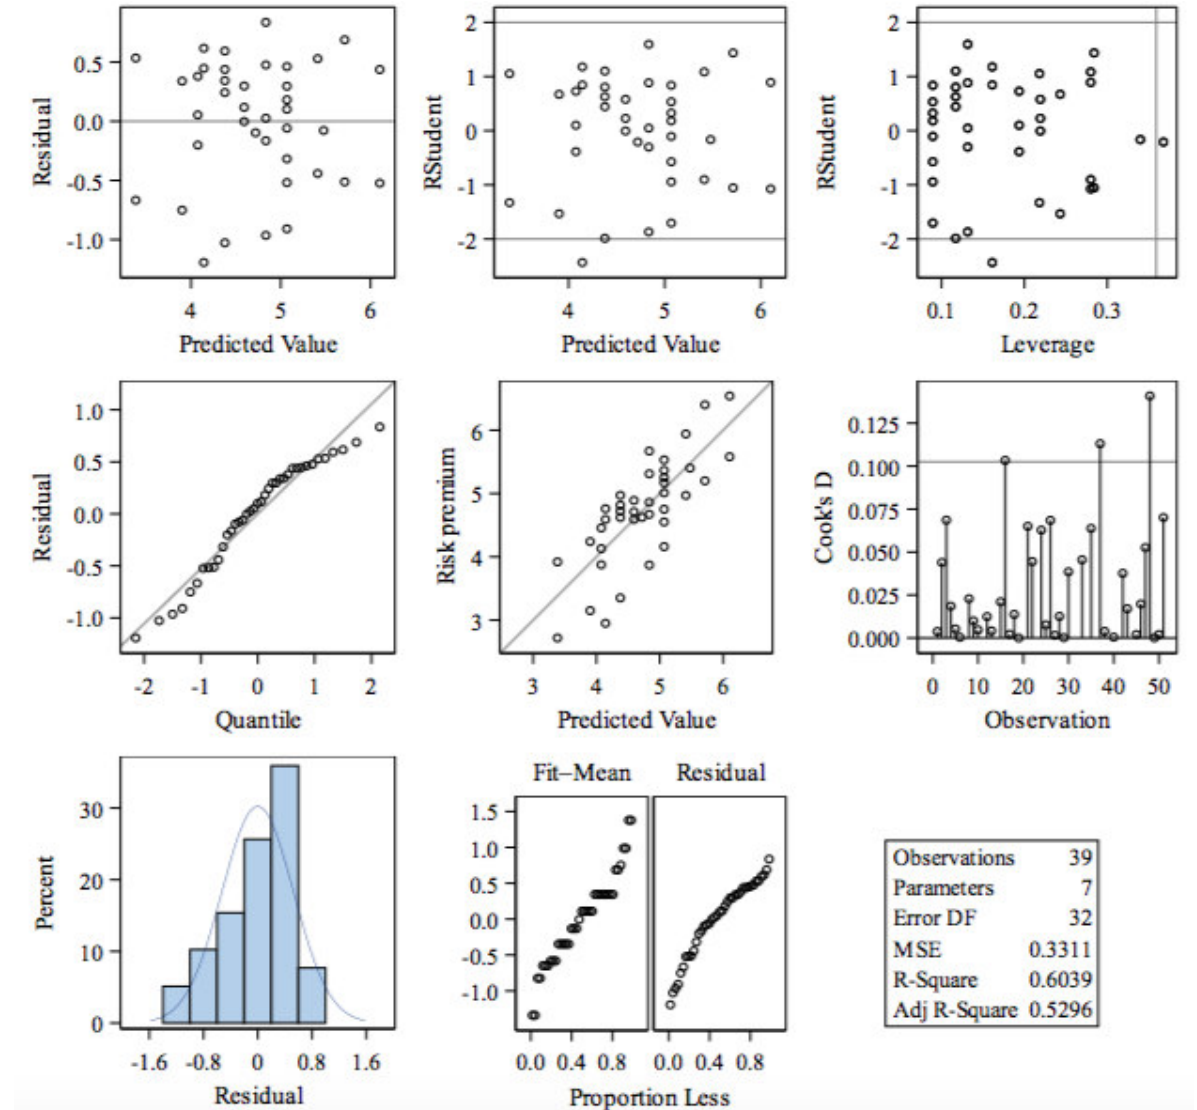 Residual
0.5
0.0
-0.5
-1.0
4 5 6
Predicted Value
RStudent
2
1
0
-1
-2
4 5 6
Predicted Value
RStudent
2
1
0
-1
-2
0.1 0.2 0.3
Leverage
Residual
1.0
0.5
0.0
-0.5
-1.0
-2 -1 0 1 2
Quantile
Risk premium
6
5
4
3
3 4 5 6
Predicted Value
Cook's D
0.125
0.100
0.075
0.050
0.025
0.000
0 10 20 30 40 50
Observation
Percent
30
20
10
0
-1.6 -0.8 0 0.8 1.6
Residual
Fit–Mean Residual
1.5
1.0
0.5
0.0
-0.5
-1.0
0.0 0.4 0.8 0.0 0.4 0.8
Proportion Less
Observations 39
Parameters 7
Error DF 32
MSE 0.3311
R-Square 0.6039
Adj R-Square 0.5296